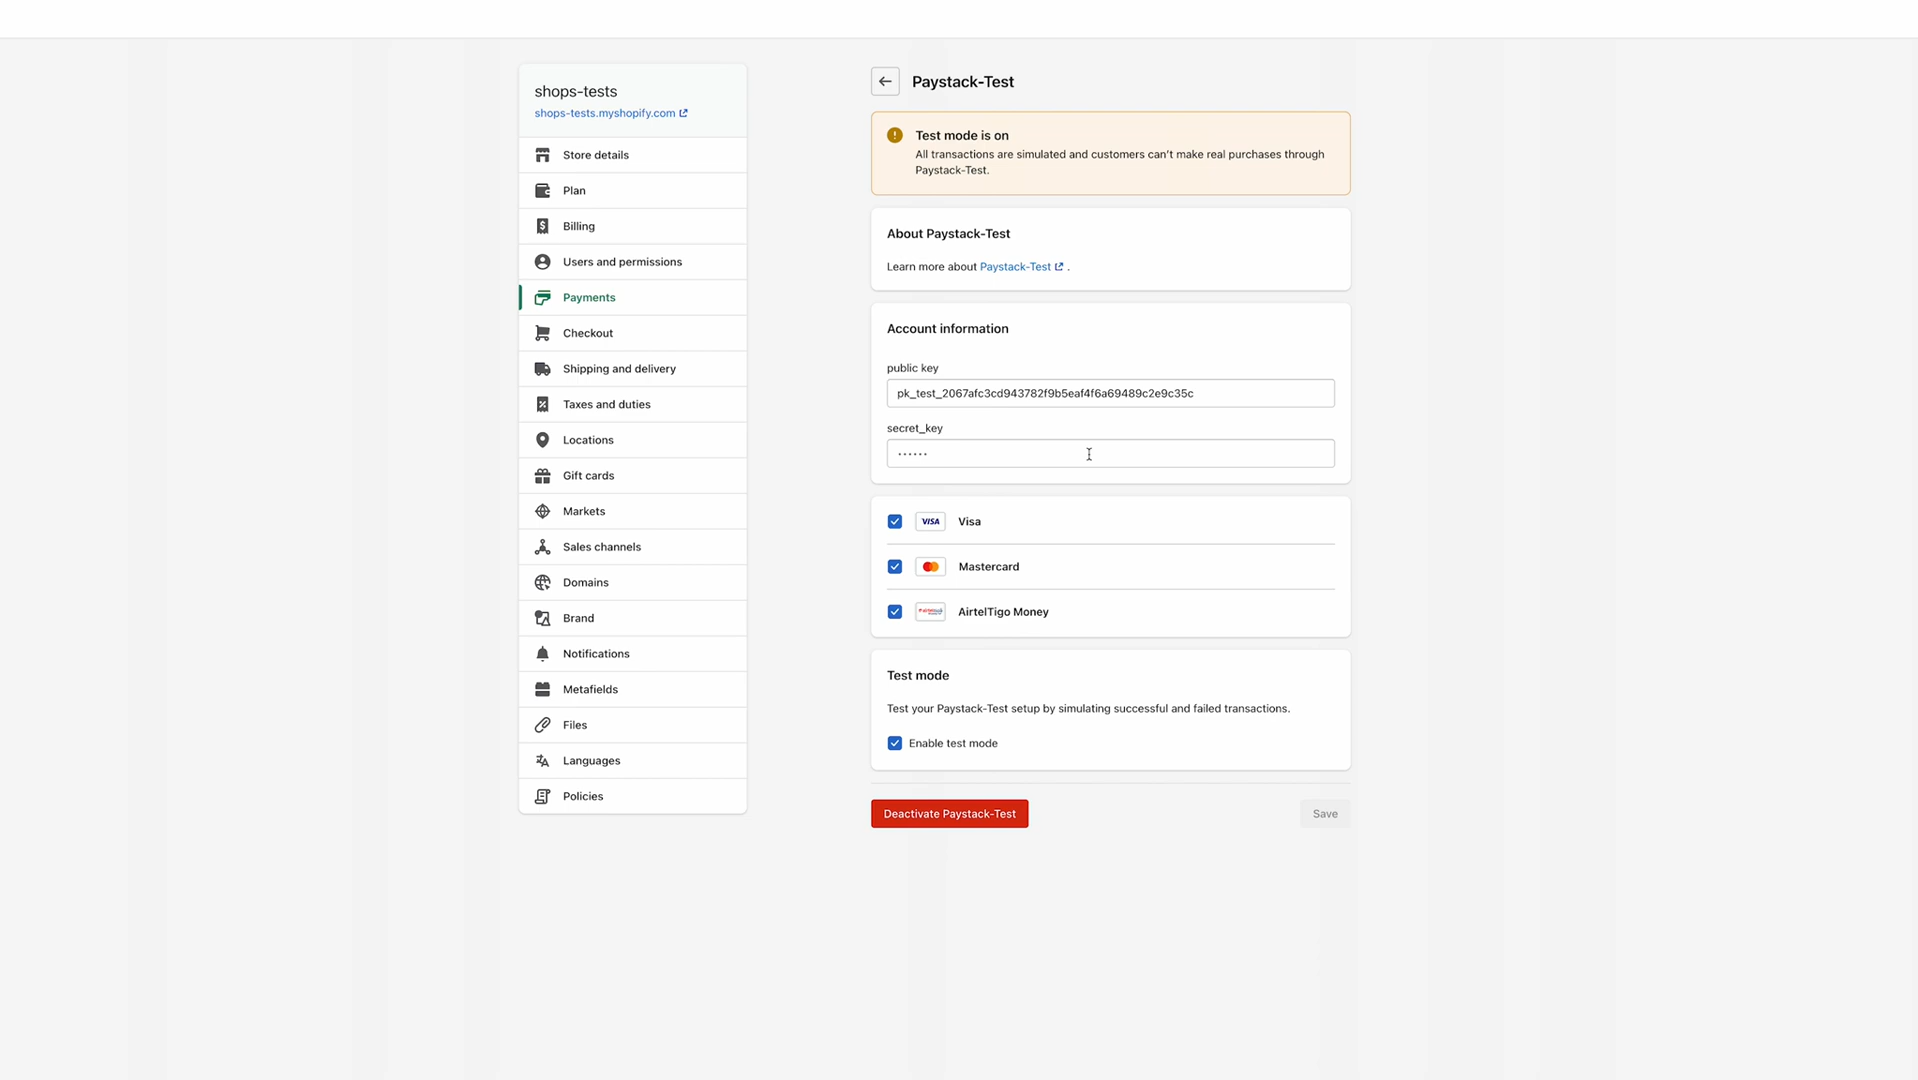 shops-tests
shops-tests.myshopify.com
Store details
Plan
Billing
Users and permissions
Payments
Checkout
Shipping and delivery
Taxes and duties
Locations
Gift cards
Markets
Sales channels
Domains
Brand
Notifications
Metafields
Files
Languages
Policies
Paystack-Test
Test mode is on
All transactions are simulated and customers can’t make real purchases through
Paystack-Test.
About Paystack-Test
Learn more about Paystack-Test .
Account information
public key
pk_test_2067afc3cd943782f9b5eaf4f6a69489c2e9c35c
secret_key
••••••
VISA Visa
Mastercard
AirtelTigo Money
Test mode
Test your Paystack-Test setup by simulating successful and failed transactions.
Enable test mode
Deactivate Paystack-Test
Save